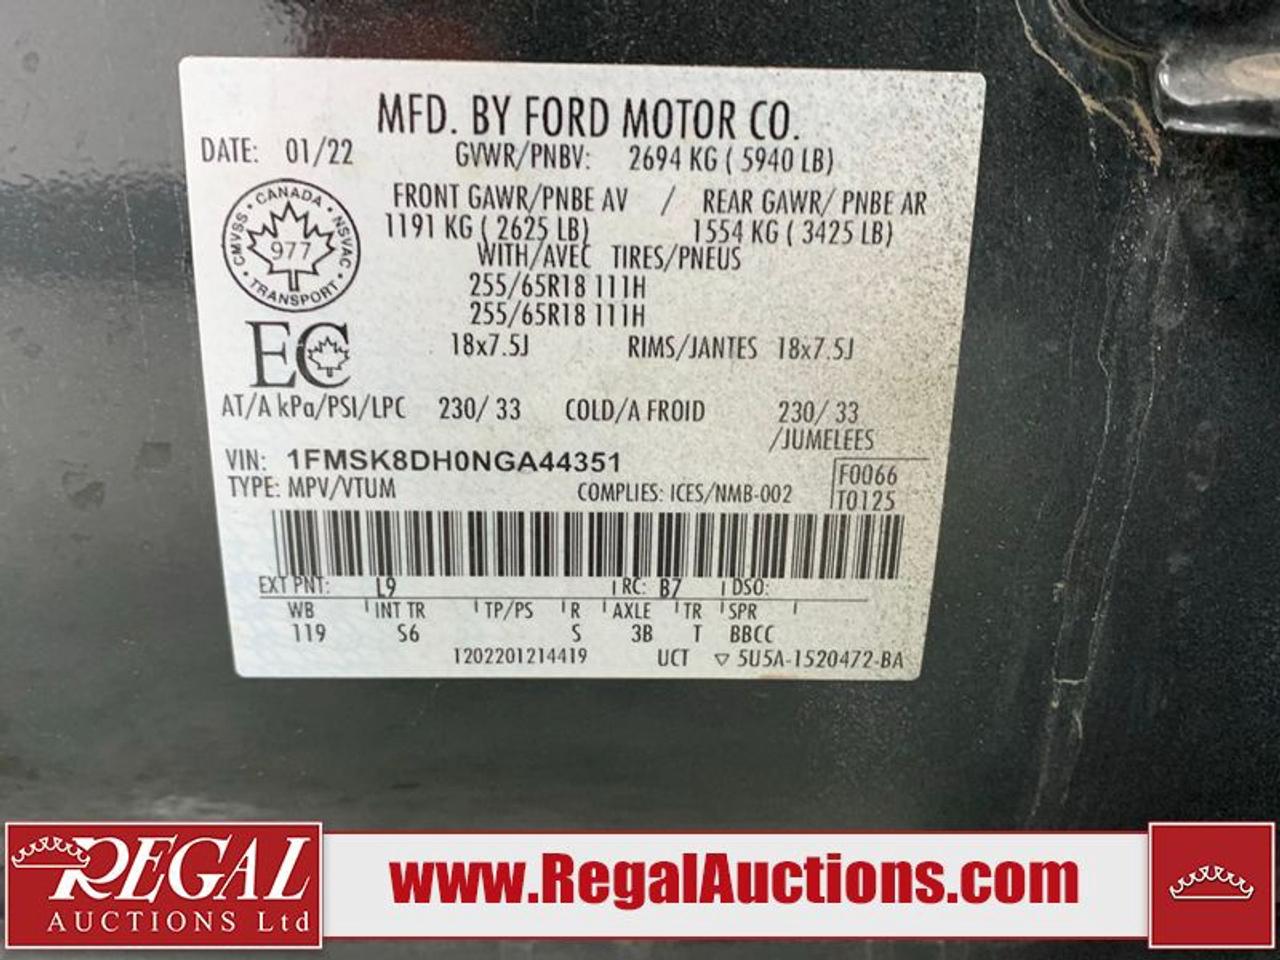 MFD. BY FORD MOTOR CO.
DATE: 01/22 GVWR/PNBV: 2694 KG ( 5940 LB)
FRONT GAWR/PNBE AV / REAR GAWR/ PNBE AR
1191 KG ( 2625 LB) 1554 KG ( 3425 LB)
WITH/AVEC TIRES/PNEUS
255/65R18 111H
255/65R18 111H
18x7.5J RIMS/JANTES 18x7.5J
CANADA
CMVSS 977 NSVAC
TRANSPORT
EC
AT/A kPa/PSI/LPC 230/ 33 COLD/A FROID 230/ 33
/JUMELEES
VIN: 1FMSK8DH0NGA44351
TYPE: MPV/VTUM COMPLIES: ICES/NMB-002
F0066
T0125
EXT PNT: L9 RC: B7 DSO:
WB INT TR TP/PS R AXLE TR SPR
119 S6 S 3B T BBCC
1202201214419 UCT ▽ 5U5A-1520472-BA
REGAL
AUCTIONS Ltd
www.RegalAuctions.com